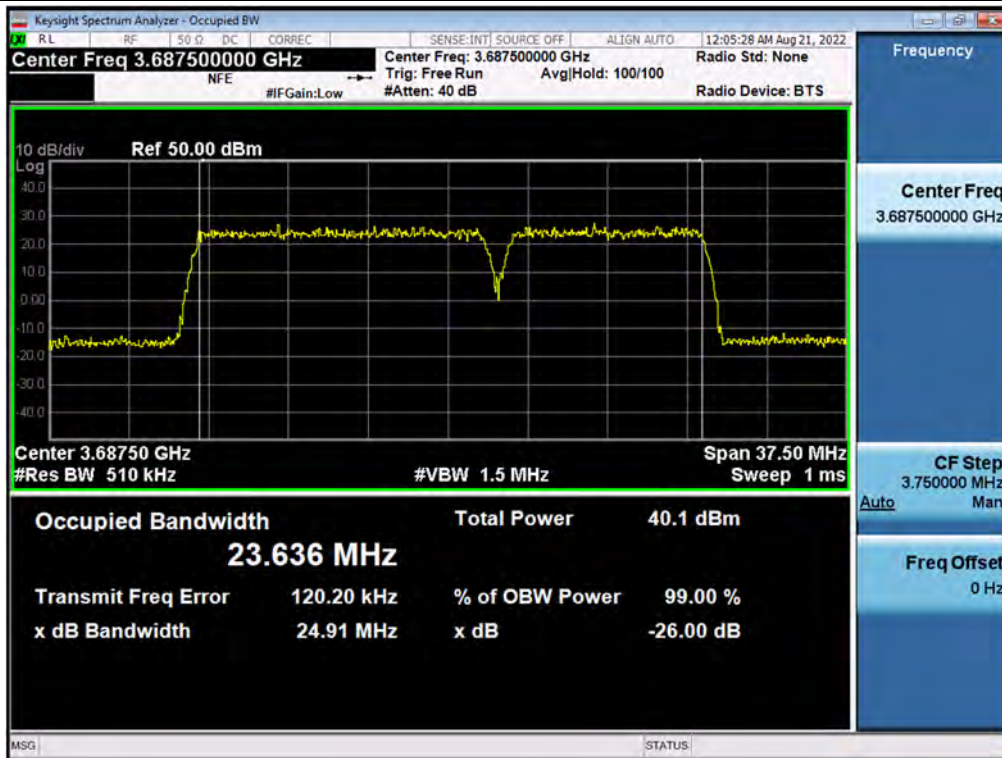 Keysight Spectrum Analyzer - Occupied BW
LXI RL RF 50 Ω DC CORREC SENSE:INT SOURCE OFF ALIGN AUTO 12:05:28 AM Aug 21, 2022
Center Freq 3.687500000 GHz
NFE
#IFGain:Low
Center Freq: 3.687500000 GHz
Trig: Free Run Avg|Hold: 100/100
#Atten: 40 dB
Radio Std: None
Radio Device: BTS
10 dB/div Ref 50.00 dBm
Log
40.0
30.0
20.0
10.0
0.00
-10.0
-20.0
-30.0
-40.0
Center 3.68750 GHz Span 37.50 MHz
#Res BW 510 kHz #VBW 1.5 MHz Sweep 1 ms
Occupied Bandwidth Total Power 40.1 dBm
23.636 MHz
Transmit Freq Error 120.20 kHz % of OBW Power 99.00 %
x dB Bandwidth 24.91 MHz x dB -26.00 dB
Frequency
Center Freq
3.687500000 GHz
CF Step
3.750000 MHz
Auto Man
Freq Offset
0 Hz
MSG STATUS